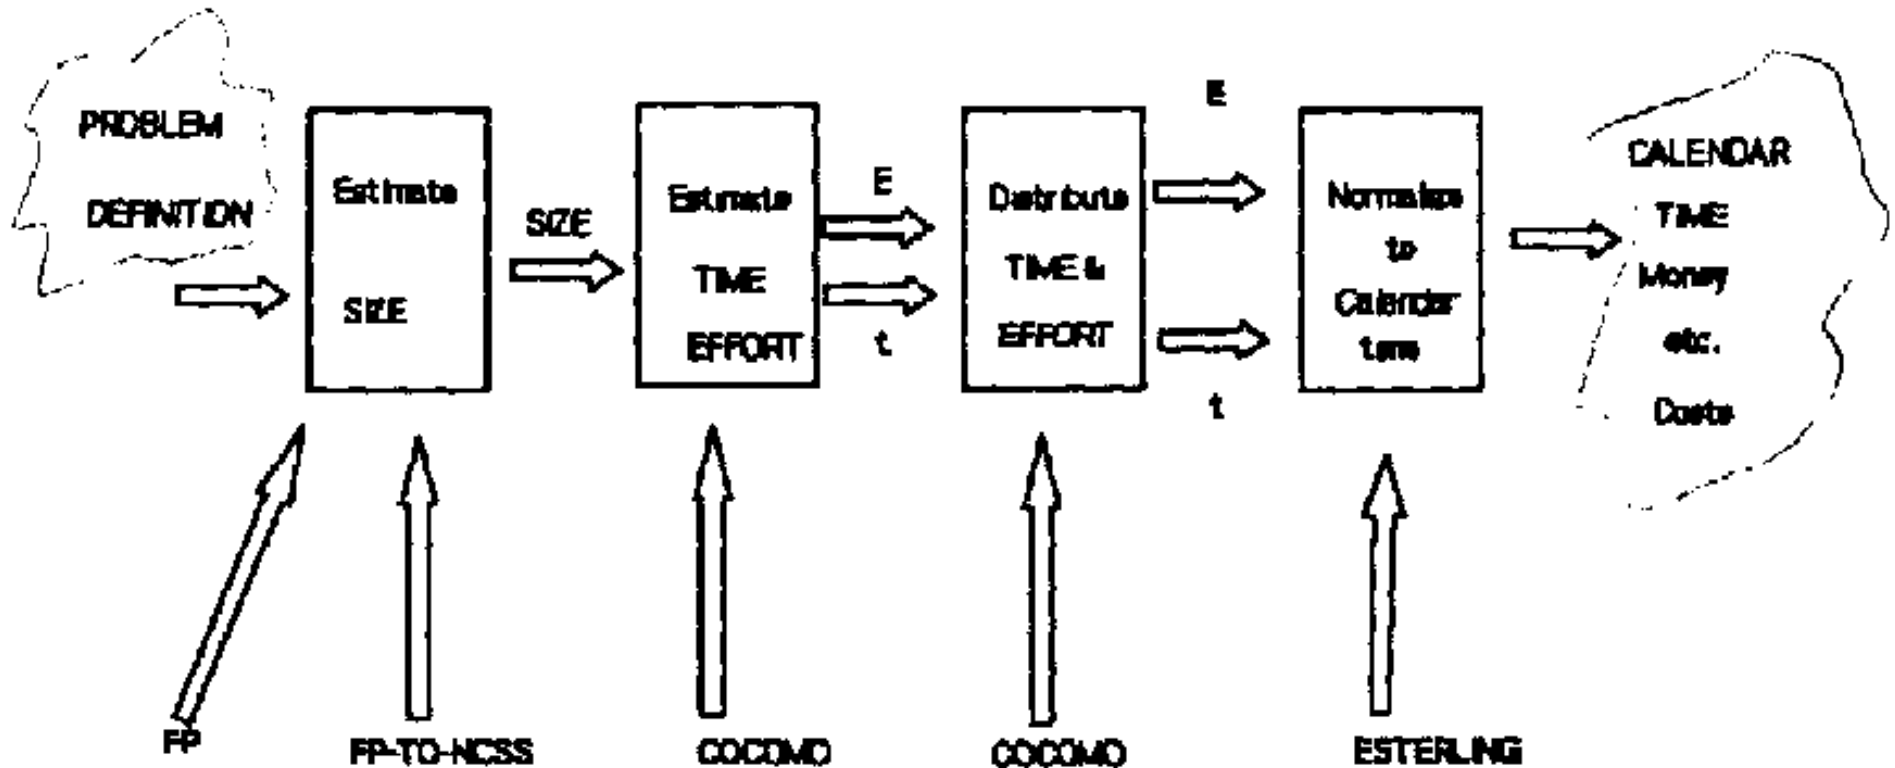 PROBLEM
DEFINITION
Estimate
SIZE
SIZE
Estimate
TIME
EFFORT
E
t
Distribute
TIME &
EFFORT
E
t
Normalize
to
Calendar
time
CALENDAR
TIME
Money
etc.
Costs
FP
FP-TO-NCSS
COCOMO
COCOMO
ESTERLING